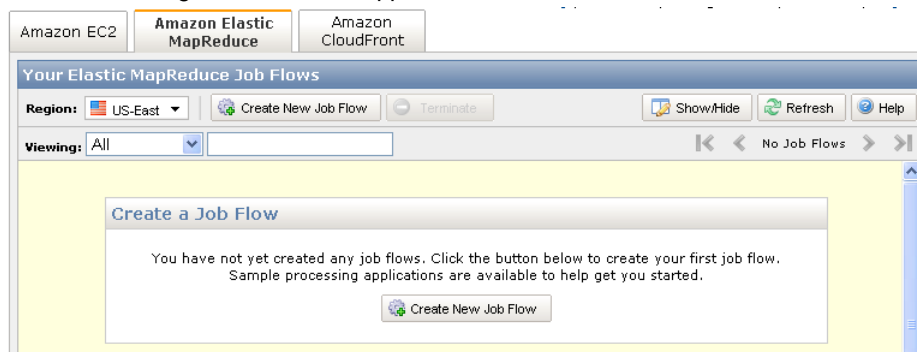 Amazon EC2
Amazon Elastic
MapReduce
Amazon
CloudFront
Your Elastic MapReduce Job Flows
Region: US-East Create New Job Flow Terminate Show/Hide Refresh Help
Viewing: All No Job Flows
Create a Job Flow
You have not yet created any job flows. Click the button below to create your first job flow.
Sample processing applications are available to help get you started.
Create New Job Flow